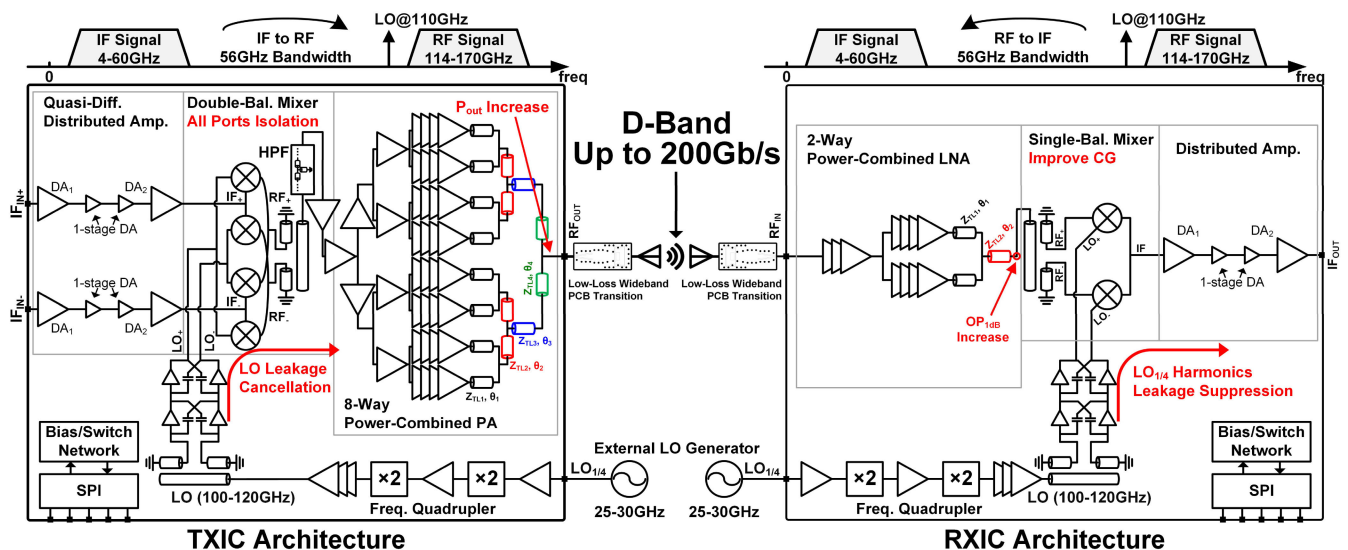 LO@110GHz
IF Signal
4-60GHz
IF to RF
56GHz Bandwidth
RF Signal
114-170GHz
0
freq
Quasi-Diff.
Distributed Amp.
Double-Bal. Mixer
All Ports Isolation
HPF
Pout Increase
IFIN+
DA1
DA2
1-stage DA
IF+
RF+
1-stage DA
IFIN-
DA1
DA2
IF-
RF-
LO+
LO-
LO Leakage
Cancellation
ZTL4, θ4
ZTL3, θ3
ZTL2, θ2
ZTL1, θ1
8-Way
Power-Combined PA
RFOUT
Bias/Switch
Network
SPI
LO (100-120GHz)
×2
×2
Freq. Quadrupler
LO1/4
TXIC Architecture
D-Band
Up to 200Gb/s
Low-Loss Wideband
PCB Transition
Low-Loss Wideband
PCB Transition
External LO Generator
25-30GHz
25-30GHz
LO@110GHz
IF Signal
4-60GHz
RF to IF
56GHz Bandwidth
RF Signal
114-170GHz
0
freq
2-Way
Power-Combined LNA
Single-Bal. Mixer
Improve CG
Distributed Amp.
RFIN
ZTL1, θ1
ZTL2, θ2
OP1dB
Increase
RF+
RF-
LO+
LO-
IF
DA1
DA2
1-stage DA
IFOUT
LO1/4 Harmonics
Leakage Suppression
Bias/Switch
Network
SPI
LO1/4
×2
×2
Freq. Quadrupler
LO (100-120GHz)
RXIC Architecture